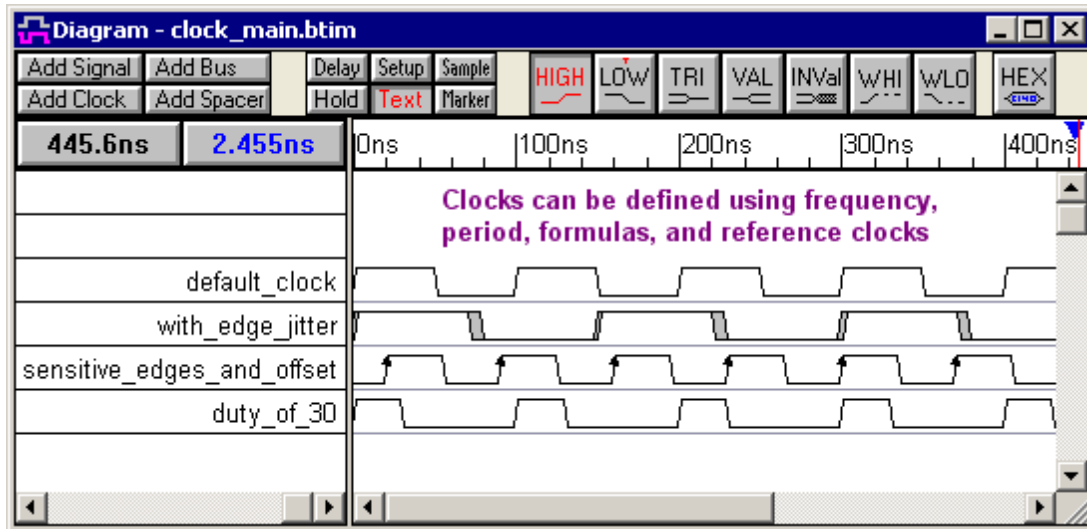 Diagram - clock_main.btim
Add Signal Add Bus Delay Setup Sample HIGH LOW TRI VAL INVal WHI WLO HEX
Add Clock Add Spacer Hold Text Marker
445.6ns 2.455ns 0ns 100ns 200ns 300ns 400ns
Clocks can be defined using frequency,
period, formulas, and reference clocks
default_clock
with_edge_jitter
sensitive_edges_and_offset
duty_of_30